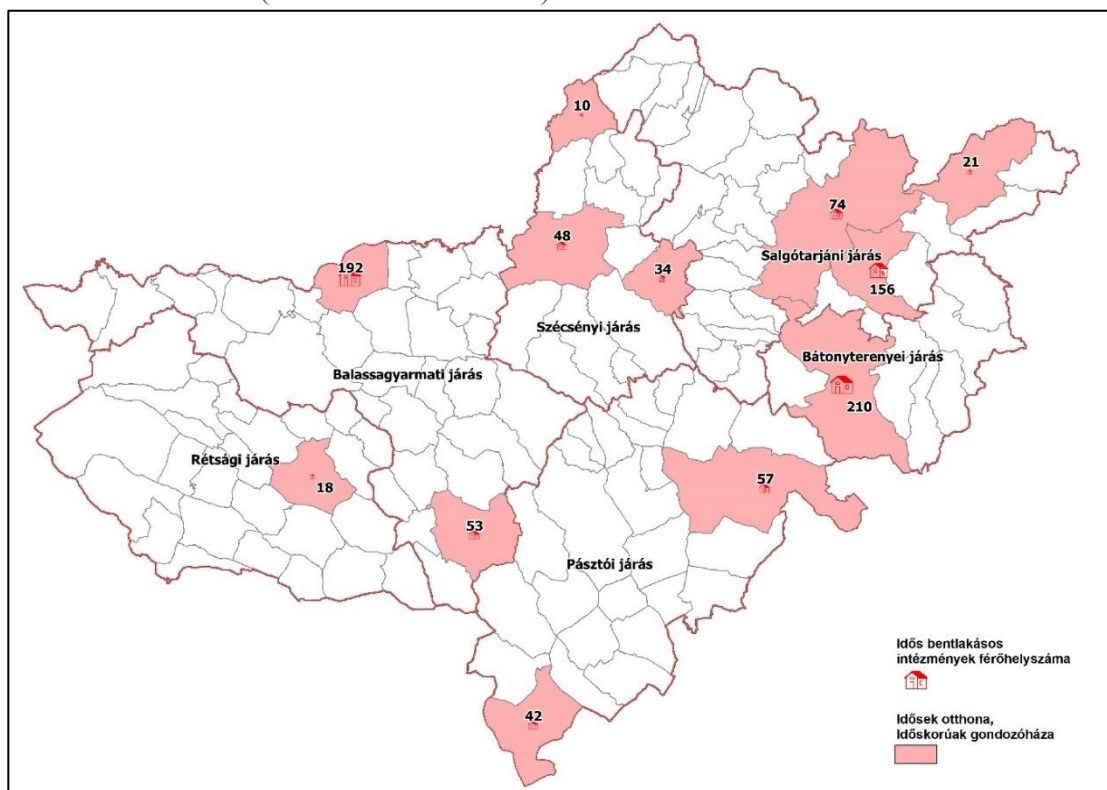 10
21
74
48
34
192
Salgótarjáni járás
156
Szécsényi járás
Bátonyterenyei járás
Balassagyarmati járás
210
Rétsági járás
18
57
53
Pásztói járás
42
Idős bentlakásos
intézmények férőhelyszáma
Idősek otthona,
Időskorúak gondozóháza